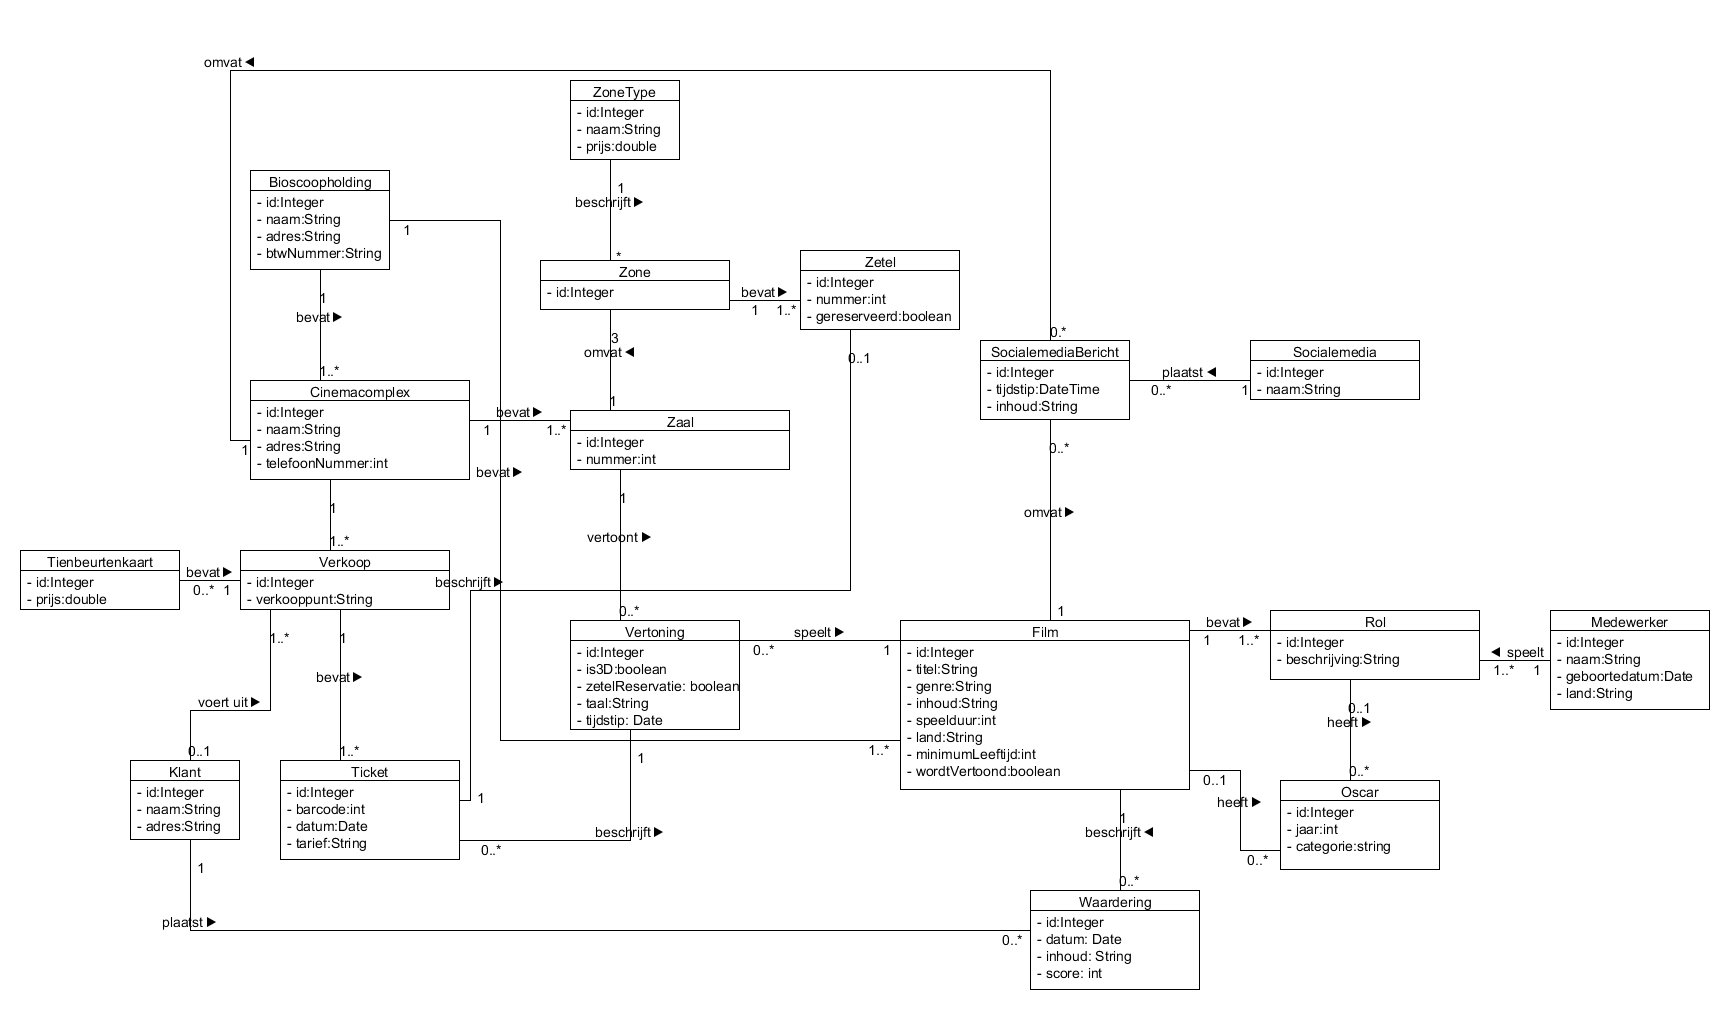 omvat ◀
ZoneType
- id:Integer
- naam:String
- prijs:double
1
beschrijft ▶
*
Bioscoopholding
- id:Integer
- naam:String
- adres:String
- btwNummer:String
1
1
bevat ▶
1..*
Zone
- id:Integer
bevat ▶
1 1..*
Zetel
- id:Integer
- nummer:int
- gereserveerd:boolean
0..1
3
omvat ◀
1
0.*
SocialemediaBericht
- id:Integer
- tijdstip:DateTime
- inhoud:String
plaatst ◀
0..* 1
Socialemedia
- id:Integer
- naam:String
Cinemacomplex
- id:Integer
- naam:String
- adres:String
- telefoonNummer:int
1
bevat ▶
1 1..*
Zaal
- id:Integer
- nummer:int
bevat ▶
0..*
omvat ▶
1
1
1..*
1
vertoont ▶
0..*
Tienbeurtenkaart
- id:Integer
- prijs:double
bevat ▶
0..* 1
Verkoop
- id:Integer
- verkooppunt:String
beschrijft ▶
Vertoning
- id:Integer
- is3D:boolean
- zetelReservatie: boolean
- taal:String
- tijdstip: Date
speelt ▶
0..* 1
Film
- id:Integer
- titel:String
- genre:String
- inhoud:String
- speelduur:int
- land:String
- minimumLeeftijd:int
- wordtVertoond:boolean
bevat ▶
1 1..*
Rol
- id:Integer
- beschrijving:String
◀ speelt
1..* 1
Medewerker
- id:Integer
- naam:String
- geboortedatum:Date
- land:String
1..*
voert uit ▶
0..1
1
bevat ▶
1..*
1..*
1
0..1
heeft ▶
0..*
Klant
- id:Integer
- naam:String
- adres:String
Ticket
- id:Integer
- barcode:int
- datum:Date
- tarief:String
1
beschrijft ▶
0..*
0..1
heeft ▶
0..*
Oscar
- id:Integer
- jaar:int
- categorie:string
1
beschrijft ◀
0..*
1
plaatst ▶
0..*
Waardering
- id:Integer
- datum: Date
- inhoud: String
- score: int